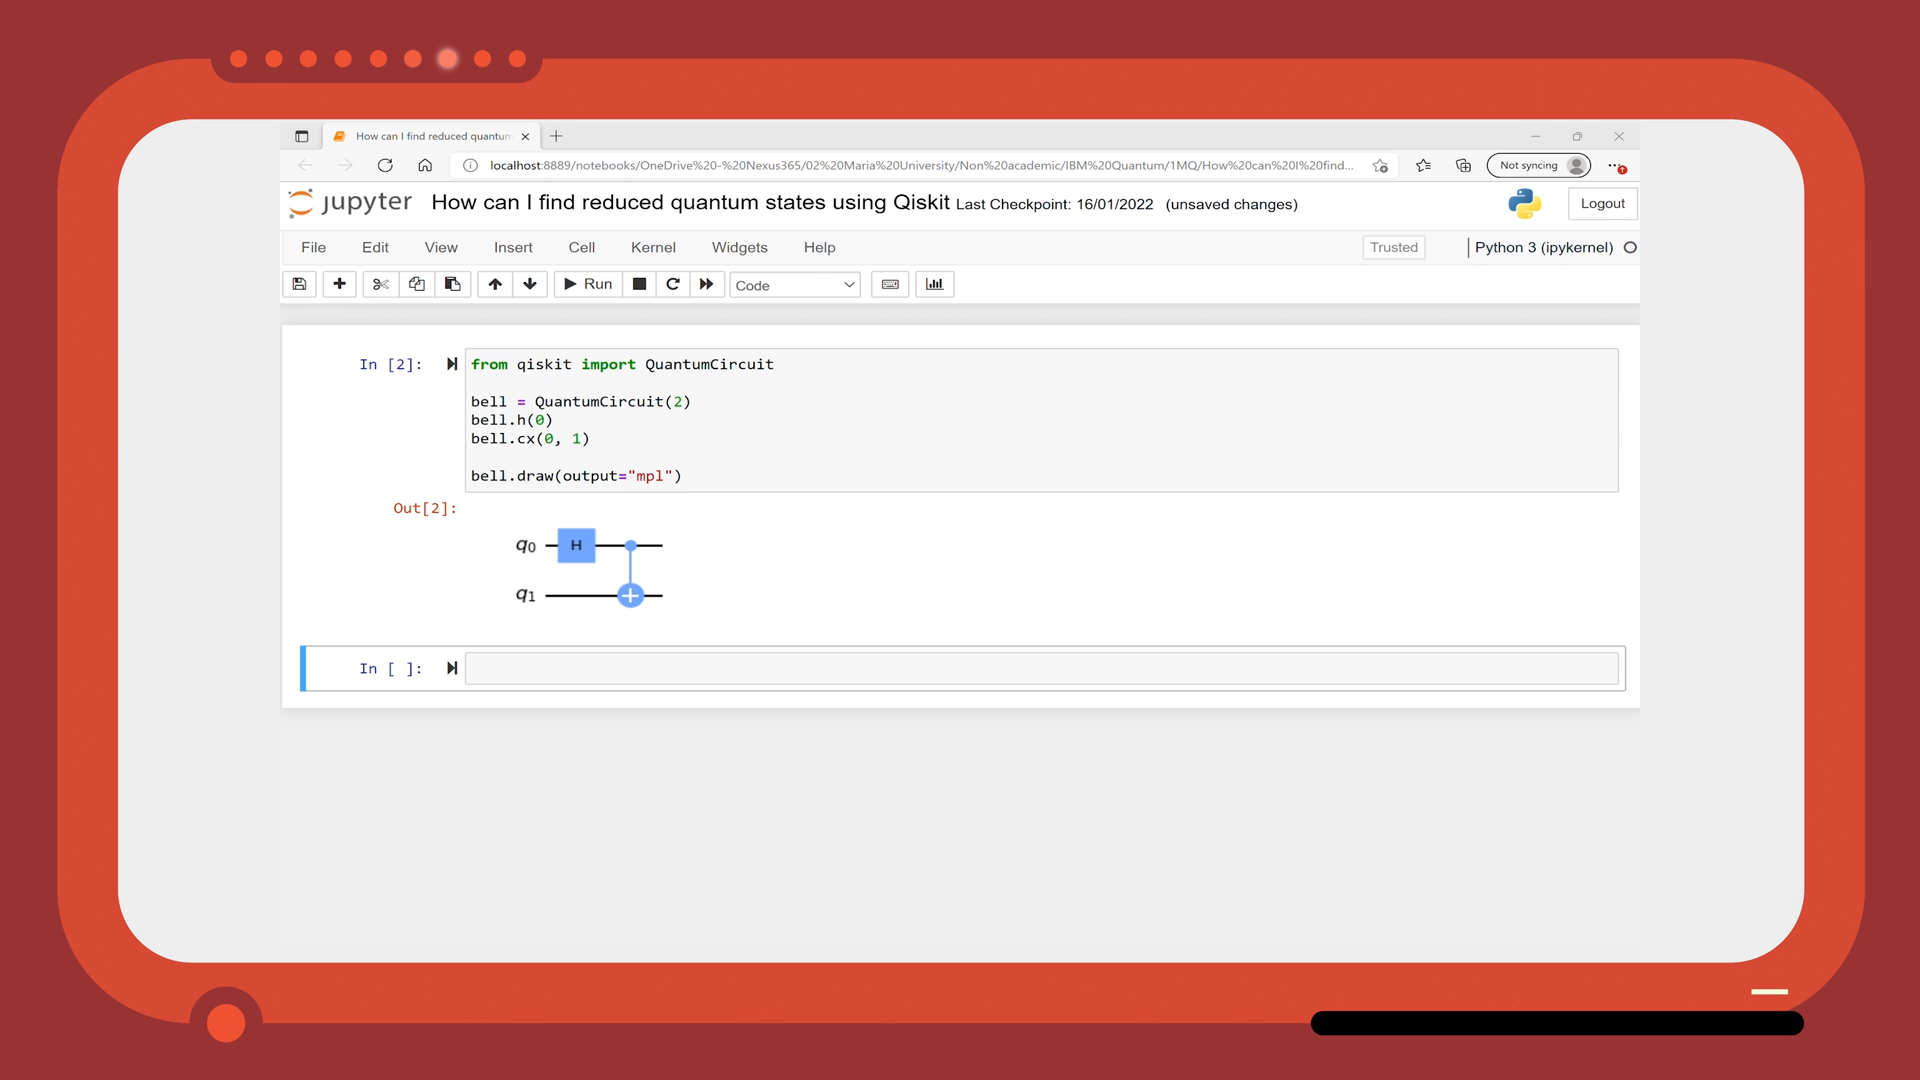 How can I find reduced quantum
localhost:8889/notebooks/OneDrive%20-%20Nexus365/02%20Maria%20University/Non%20academic/IBM%20Quantum/1MQ/How%20can%20I%20find...
Not syncing
jupyter How can I find reduced quantum states using Qiskit Last Checkpoint: 16/01/2022 (unsaved changes)
Logout
File Edit View Insert Cell Kernel Widgets Help
Trusted
Python 3 (ipykernel)
Run
Code
In [2]:
from qiskit import QuantumCircuit
bell = QuantumCircuit(2)
bell.h(0)
bell.cx(0, 1)
bell.draw(output="mpl")
Out[2]:
q0 H
q1
In [ ]: